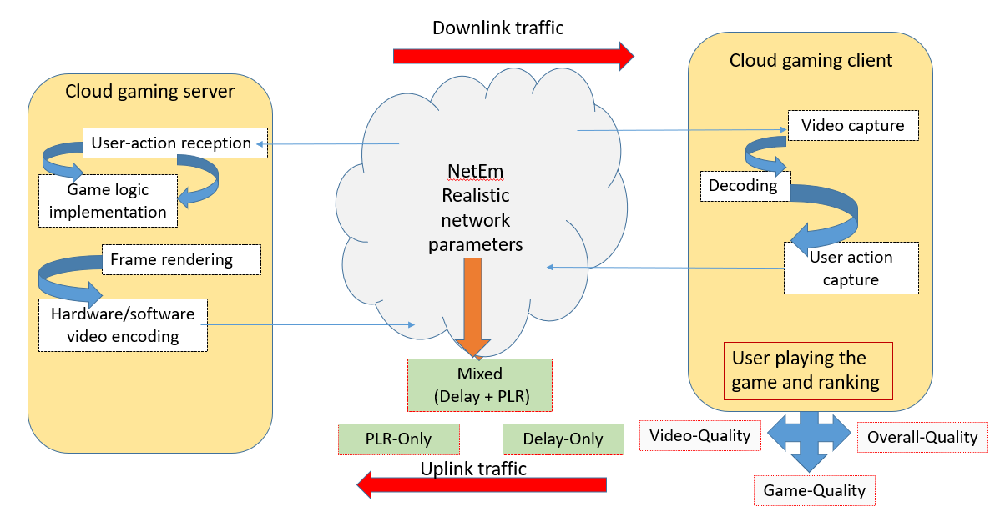 Downlink traffic
Cloud gaming server
User-action reception
Game logic
implementation
Frame rendering
Hardware/software
video encoding
NetEm
Realistic
network
parameters
Mixed
(Delay + PLR)
PLR-Only
Delay-Only
Uplink traffic
Cloud gaming client
Video capture
Decoding
User action
capture
User playing the
game and ranking
Video-Quality
Overall-Quality
Game-Quality